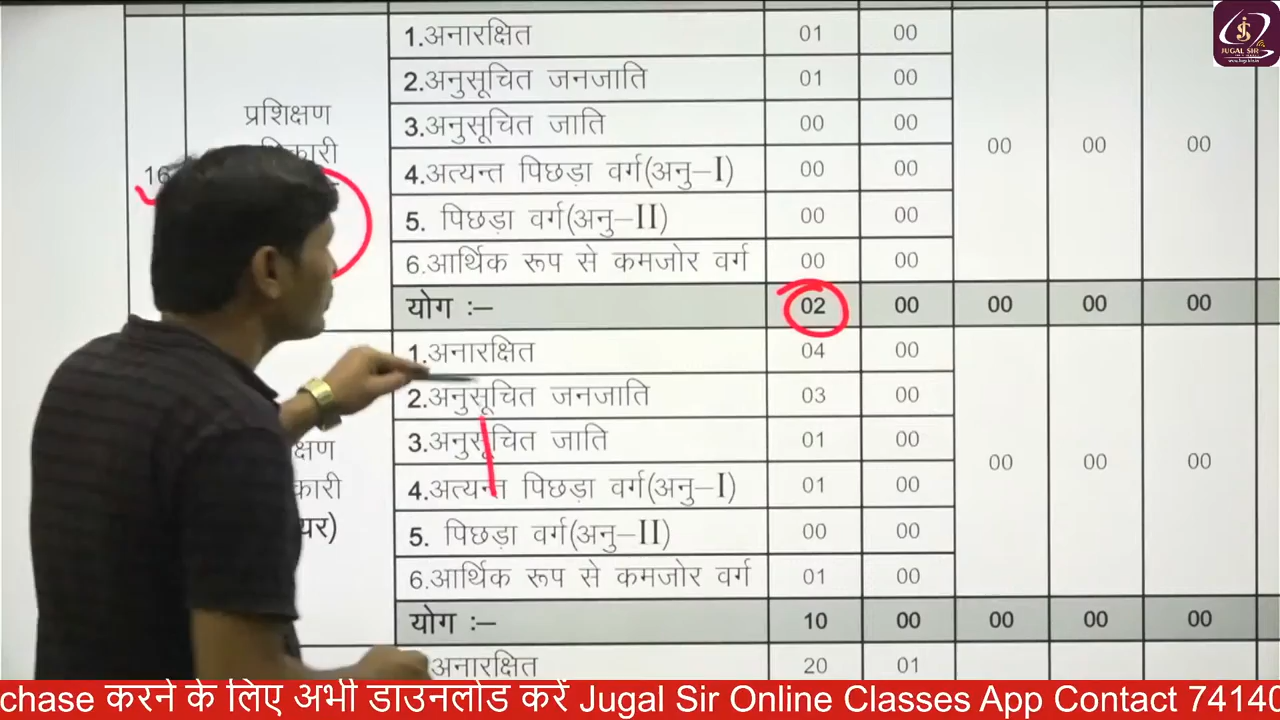 JUGAL SIR
1.अनारक्षित 01 00
2.अनुसूचित जनजाति 01 00
प्रशिक्षण
3.अनुसूचित जाति 00 00
00 00 00
16
4.अत्यन्त पिछड़ा वर्ग(अनु–I) 00 00
5. पिछड़ा वर्ग(अनु–II) 00 00
6.आर्थिक रूप से कमजोर वर्ग 00 00
योग :– 02 00 00 00 00
1.अनारक्षित 04 00
2.अनुसूचित जनजाति 03 00
3.अनुसूचित जाति 01 00
00 00 00
4.अत्यन्त पिछड़ा वर्ग(अनु–I) 01 00
5. पिछड़ा वर्ग(अनु–II) 00 00
6.आर्थिक रूप से कमजोर वर्ग 01 00
योग :– 10 00 00 00 00
अनारक्षित 20 01
chase करने के लिए अभी डाउनलोड करें Jugal Sir Online Classes App Contact 74140